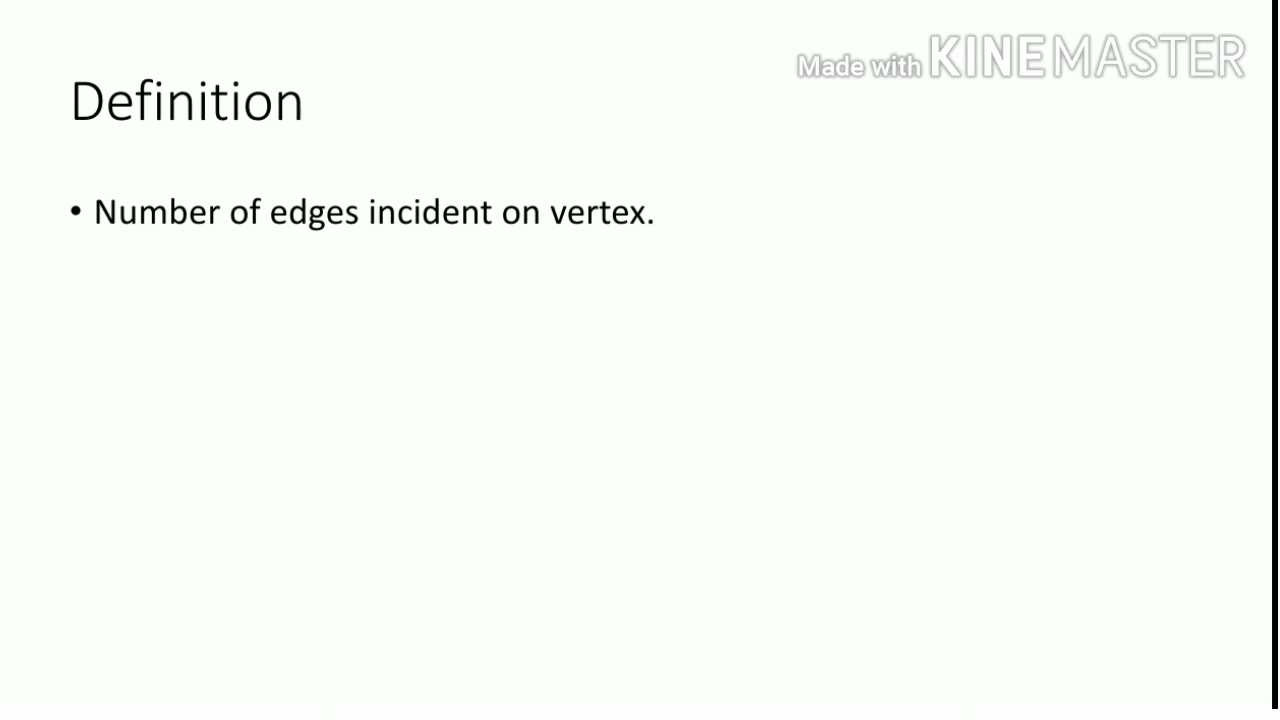 Made with KINEMASTER
Definition
• Number of edges incident on vertex.